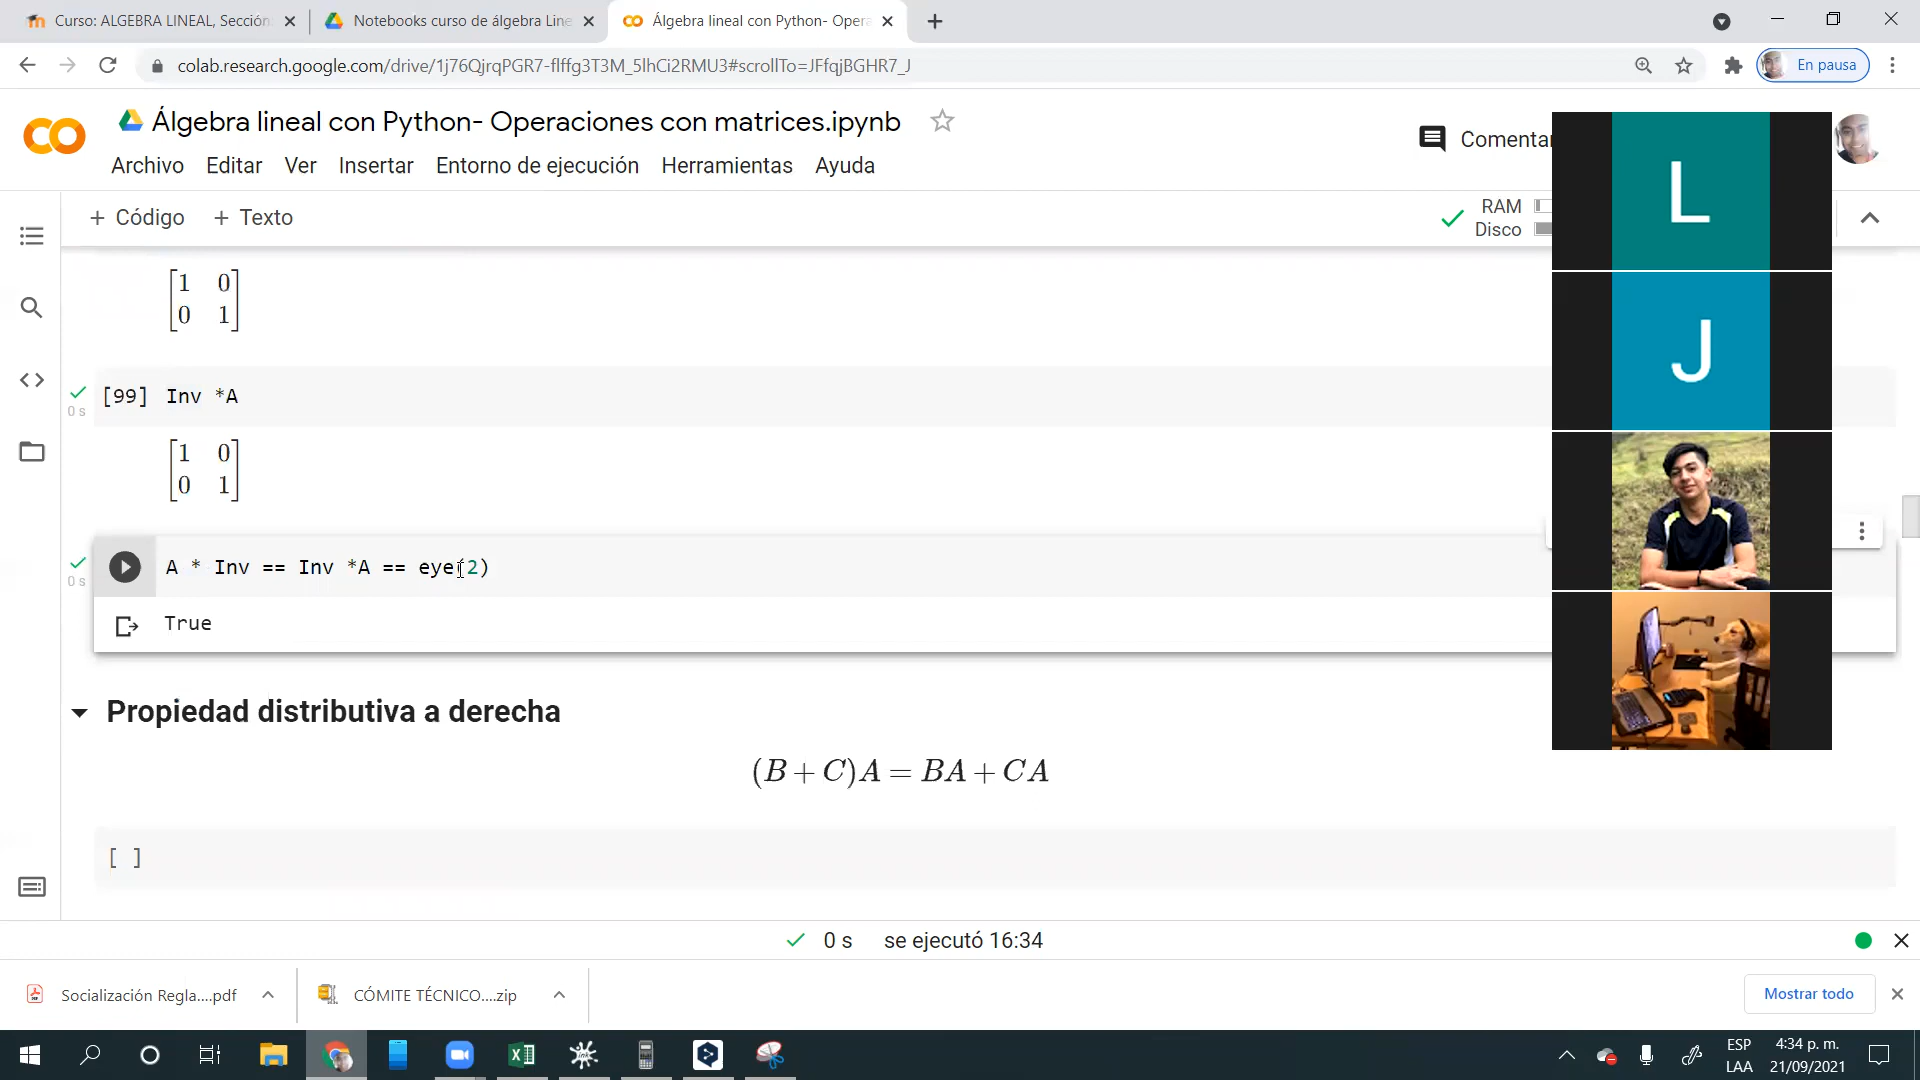 Curso: ALGEBRA LINEAL, Sección
Notebooks curso de álgebra Line
Álgebra lineal con Python- Opera
colab.research.google.com/drive/1j76QjrqPGR7-flffg3T3M_5lhCi2RMU3#scrollTo=JFfqjBGHR7_J
En pausa
Álgebra lineal con Python- Operaciones con matrices.ipynb
Comentar
Archivo Editar Ver Insertar Entorno de ejecución Herramientas Ayuda
+ Código + Texto
RAM
Disco
1 0
0 1
[99] Inv *A
0 s
1 0
0 1
A * Inv == Inv *A == eye(2)
0 s
True
Propiedad distributiva a derecha
(B + C)A = BA + CA
[ ]
0 s se ejecutó 16:34
L
J
Socialización Regla....pdf
CÓMITE TÉCNICO....zip
Mostrar todo
ESP
LAA
4:34 p. m.
21/09/2021